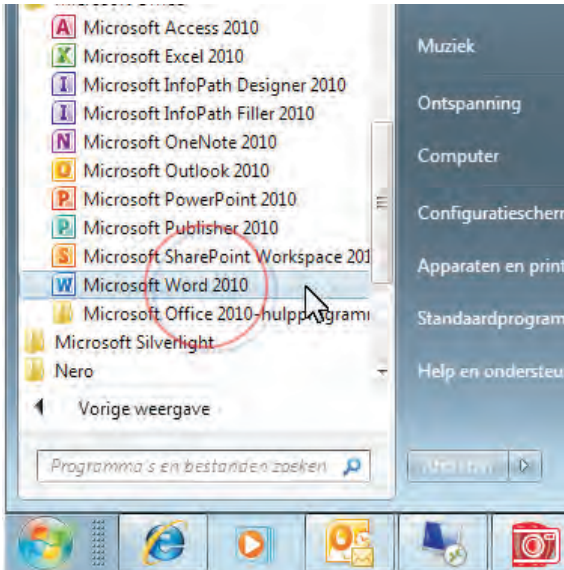 Microsoft Access 2010
Microsoft Excel 2010
Microsoft InfoPath Designer 2010
Microsoft InfoPath Filler 2010
Microsoft OneNote 2010
Microsoft Outlook 2010
Microsoft PowerPoint 2010
Microsoft Publisher 2010
Microsoft SharePoint Workspace 201
Microsoft Word 2010
Microsoft Office 2010-hulpprogramm
Microsoft Silverlight
Nero
Vorige weergave
Programma's en bestanden zoeken
Muziek
Ontspanning
Computer
Configuratiescherm
Apparaten en print
Standaardprogram
Help en ondersteu